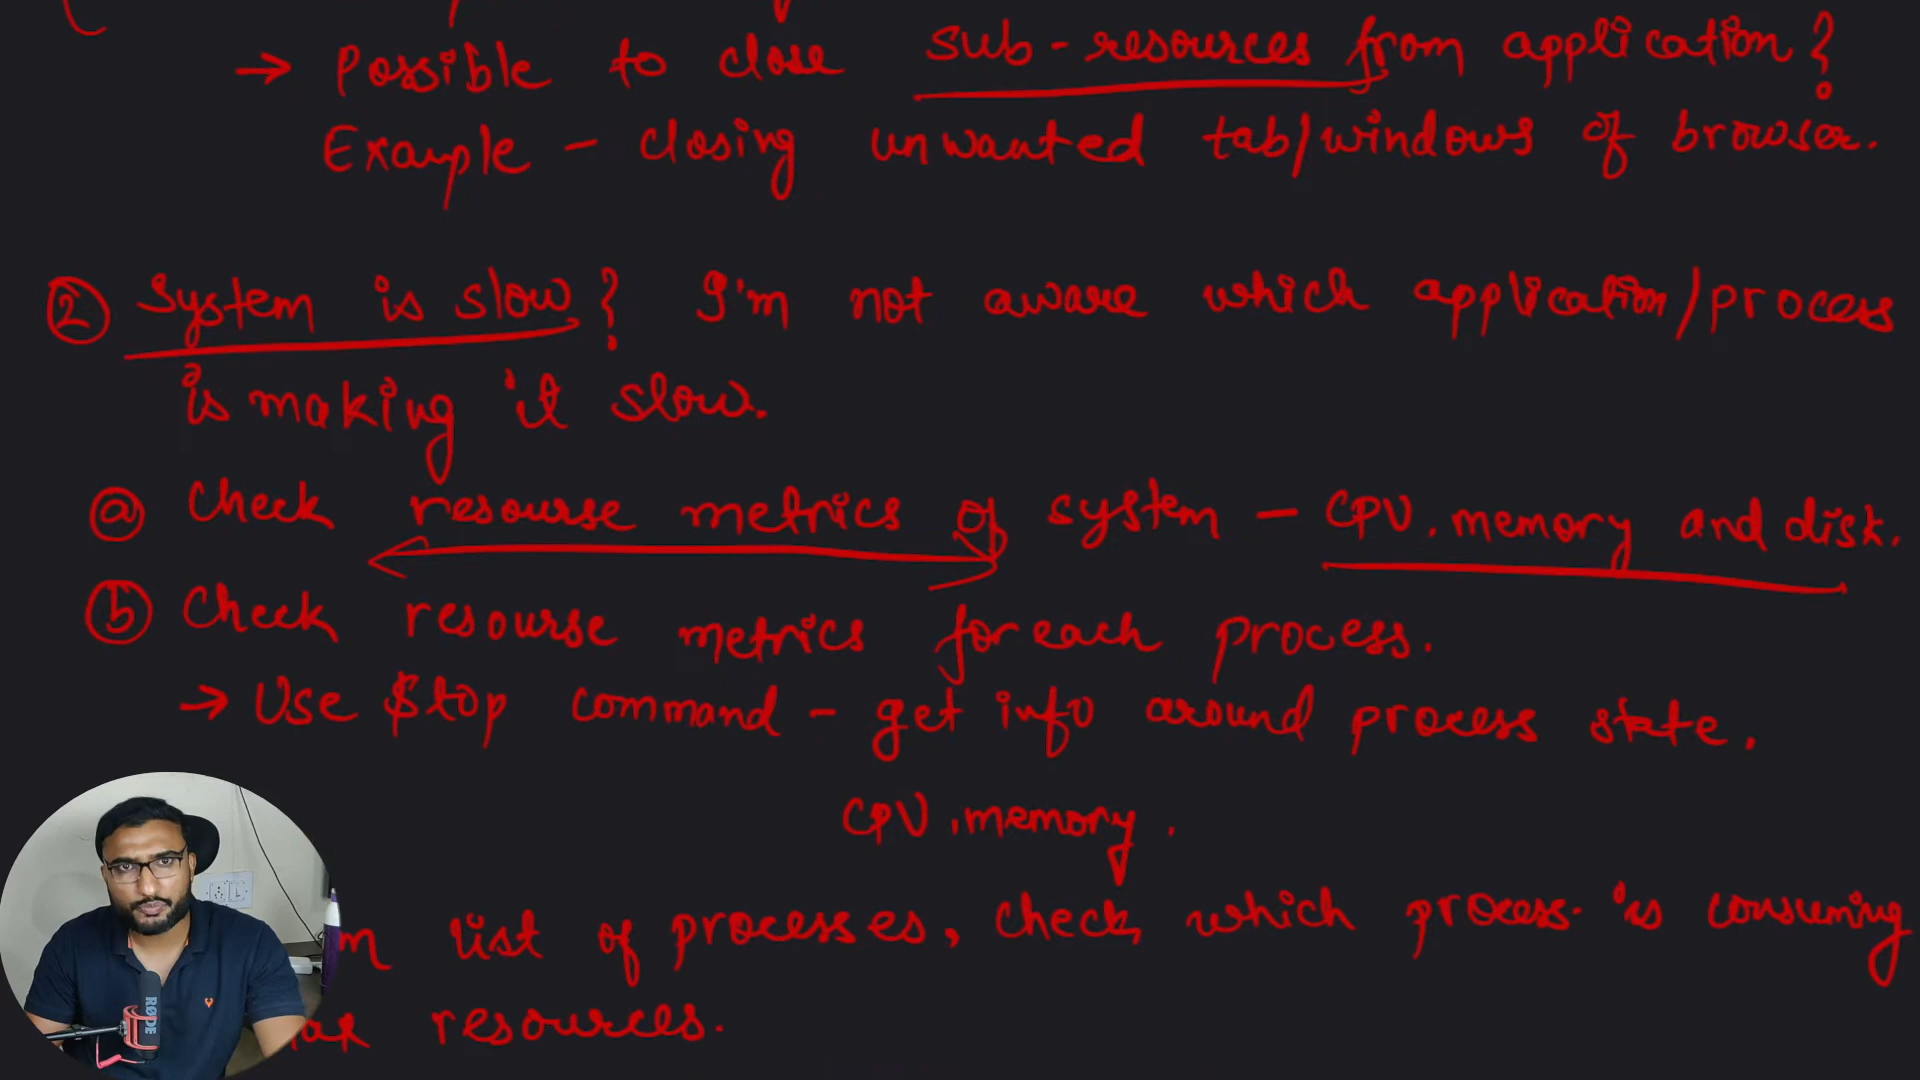 → Possible to close sub-resources from application?
Example - closing unwanted tab/windows of browser.
② System is slow? I'm not aware which application/process
is making it slow.
ⓐ Check resourse metrics of system - CPU, memory and disk.
ⓑ Check resourse metrics for each process.
→ Use $top command - get info around process state.
CPU, memory.
list of processes, check which process is consuming
resources.
RØDE